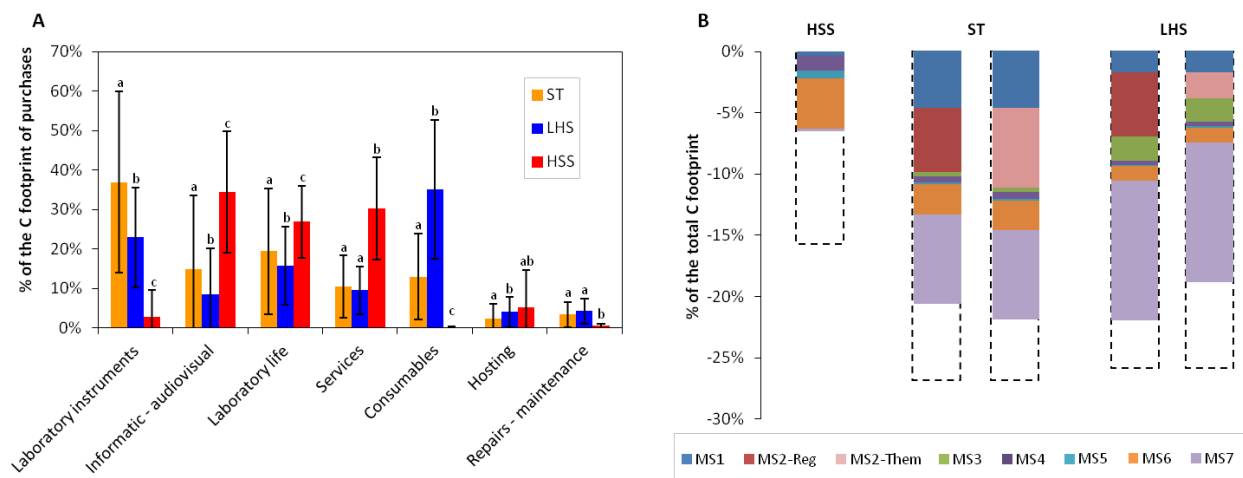 A
% of the C footprint of purchases
70%
60%
50%
40%
30%
20%
10%
0%
a b c
a b c
a b c
a a b
a b c
a b ab
a a b
ST
LHS
HSS
Laboratory instruments
Informatic - audiovisual
Laboratory life
Services
Consumables
Hosting
Repairs - maintenance
B
HSS ST LHS
% of the total C footprint
0%
-5%
-10%
-15%
-20%
-25%
-30%
MS1 MS2-Reg MS2-Them MS3 MS4 MS5 MS6 MS7